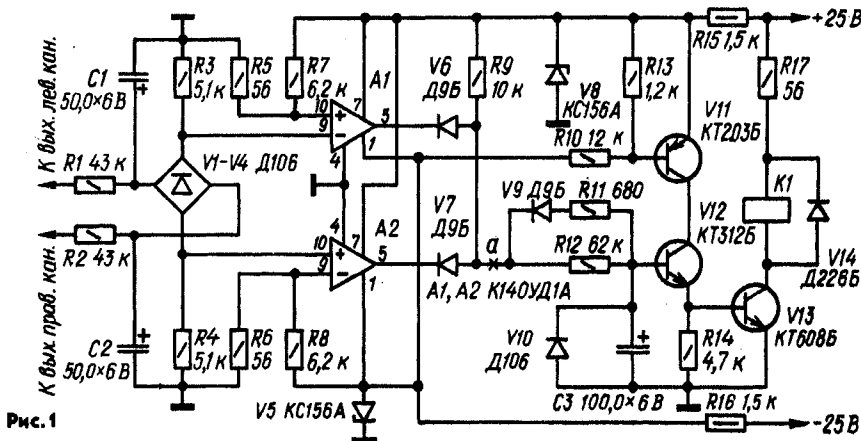 К вых. лев. кан.
C1
50,0×6 В
R3
5,1 к
R5
56
R7
6,2 к
A1
10
9
7
5
1
4
V6
Д9Б
R9
10 к
V8
КС156А
R13
1,2 к
R15 1,5 к
+25 В
R17
56
V11
КТ203Б
R10 12 к
R1 43 к
V1-V4 Д106
К вых. прав. кан.
R2 43 к
4
10
9
7
5
1
A2
V7
Д9Б
V9 Д9Б
R11 680
а
R12 62 к
A1, A2 К140УД1А
V12
КТ312Б
K1
V14
Д226Б
V13
КТ608Б
C2
50,0×6 В
R4
5,1 к
R6
56
R8
6,2 к
V10
Д106
R14
4,7 к
V5 КС156А
C3 100,0×6 В
R16 1,5 к
-25 В
Рис. 1